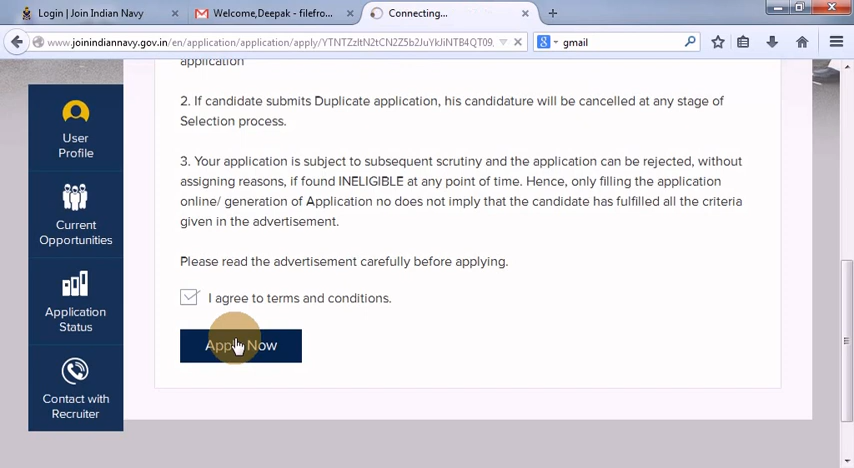 Login | Join Indian Navy
Welcome,Deepak - filefro...
Connecting...
www.joinindiannavy.gov.in/en/application/application/apply/
gmail
application
2. If candidate submits Duplicate application, his candidature will be cancelled at any stage of
Selection process.
3. Your application is subject to subsequent scrutiny and the application can be rejected, without
assigning reasons, if found INELIGIBLE at any point of time. Hence, only filling the application
online/ generation of Application no does not imply that the candidate has fulfilled all the criteria
given in the advertisement.
Please read the advertisement carefully before applying.
I agree to terms and conditions.
Apply Now
User
Profile
Current
Opportunities
Application
Status
Contact with
Recruiter